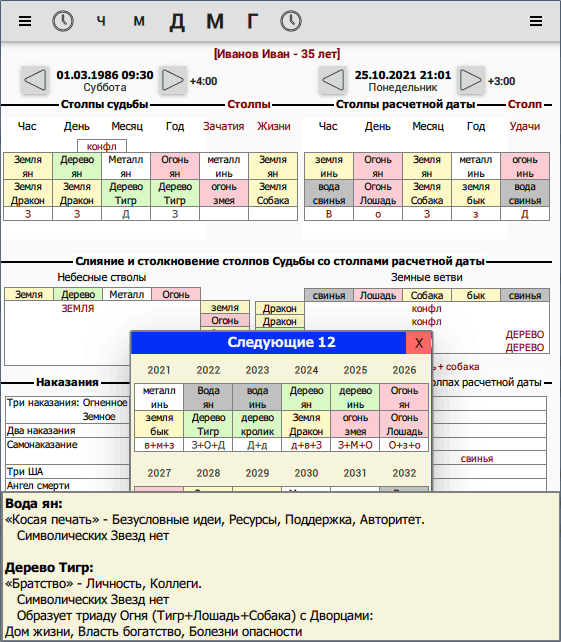 Ч М Д М Г
[Иванов Иван - 35 лет]
01.03.1986 09:30 +4:00 25.10.2021 21:01 +3:00
Суббота Понедельник
Столпы судьбы Столпы Столпы расчетной даты Столп
Час День Месяц Год Зачатия Жизни Час День Месяц Год Удачи
конфл
Земля Дерево Металл Огонь металл Земля земля Огонь Земля металл огонь
ян ян ян ян инь ян инь ян ян инь инь
Земля Земля Дерево Дерево огонь Земля вода Огонь Земля земля вода
Дракон Дракон Тигр Тигр змея Собака свинья Лошадь Собака бык свинья
З З Д З В о З з Д
Слияние и столкновение столпов Судьбы со столпами расчетной даты
Небесные стволы Земные ветви
Земля Дерево Металл Огонь свинья Лошадь Собака бык свинья
ЗЕМЛЯ земля Дракон конфл
Огонь Дракон конфл
ДЕРЕВО
ДЕРЕВО
Следующие 12 X
ь + собака
2021 2022 2023 2024 2025 2026
Наказания олпах расчетной даты
металл Вода вода Дерево дерево Огонь
инь ян инь ян инь ян
земля Дерево дерево Земля огонь Огонь
бык Тигр кролик Дракон змея Лошадь
в+м+з З+О+Д Д+д д+в+З З+М+О О+з+о
Три наказания: Огненное
Земное
Два наказания
Самонаказание
свинья
Три ША
Ангел смерти
2027 2028 2029 2030 2031 2032
Вода ян:
«Косая печать» - Безусловные идеи, Ресурсы, Поддержка, Авторитет.
Символических Звезд нет
Дерево Тигр:
«Братство» - Личность, Коллеги.
Символических Звезд нет
Образует триаду Огня (Тигр+Лошадь+Собака) с Дворцами:
Дом жизни, Власть богатство, Болезни опасности